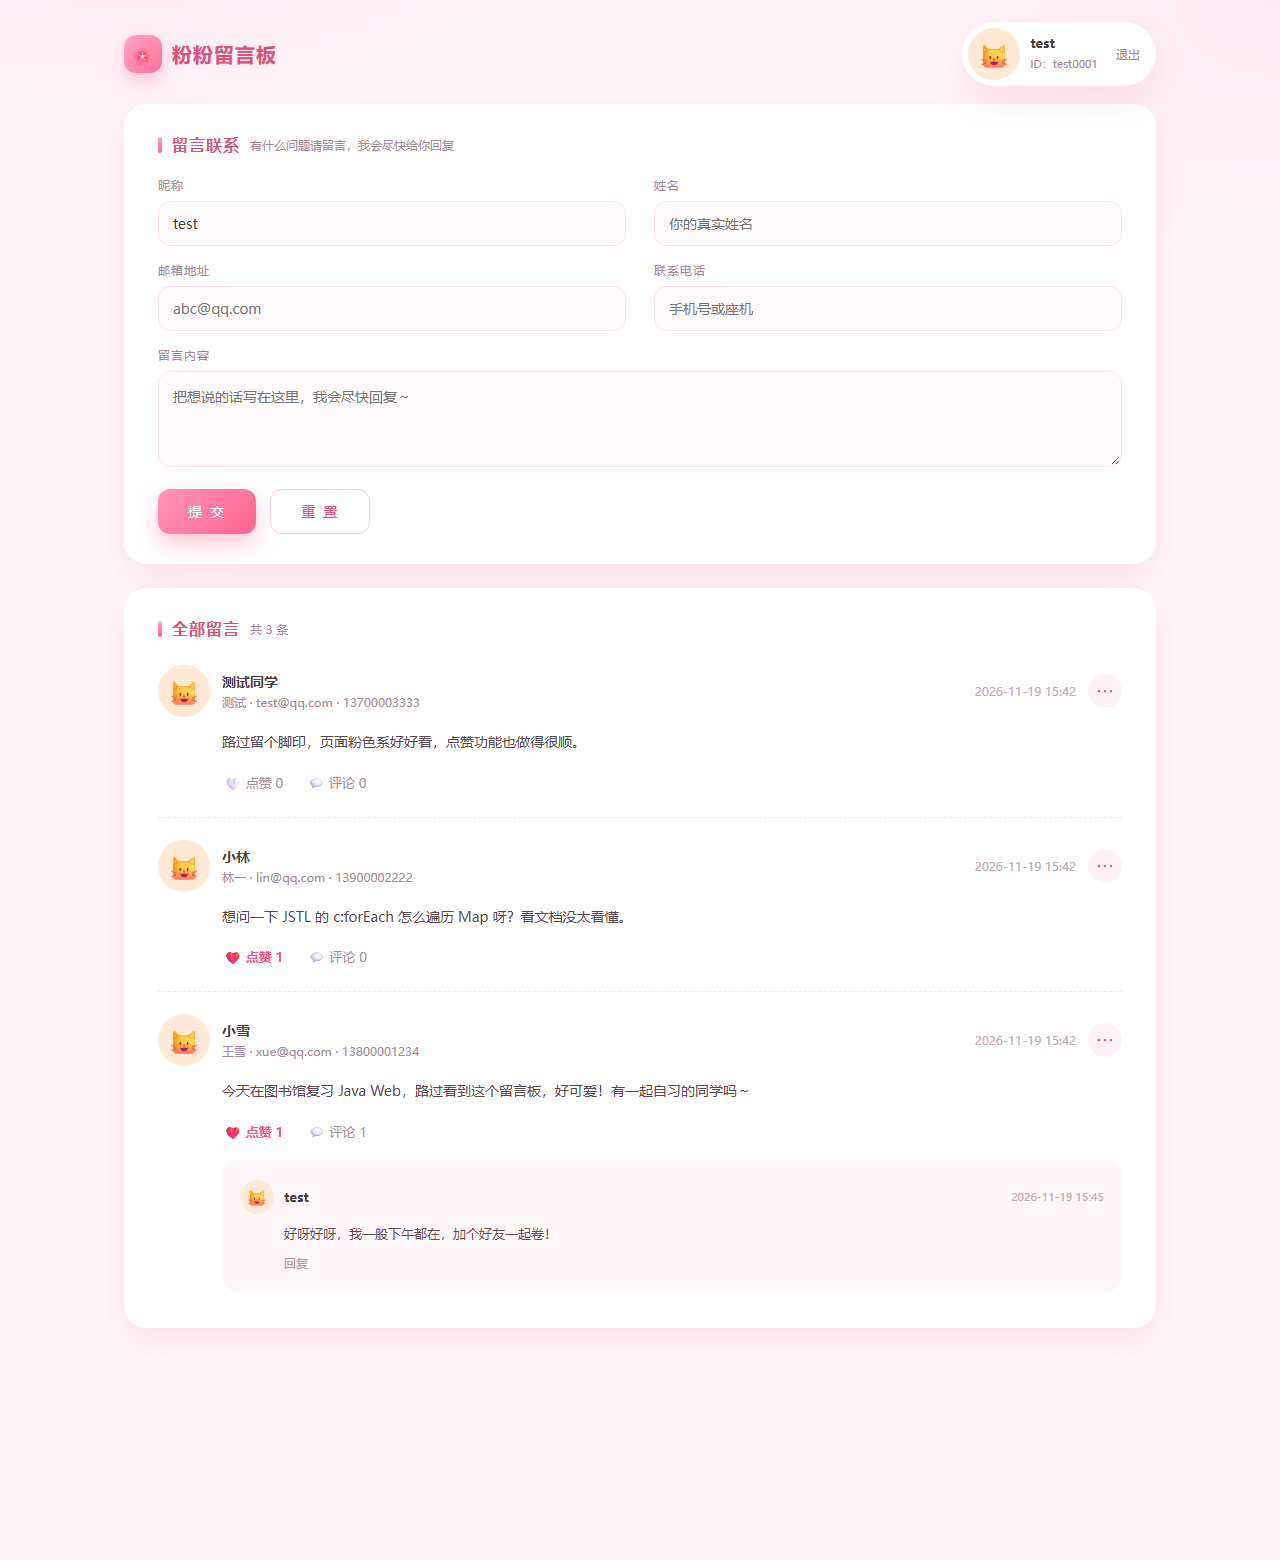 粉粉留言板
test
ID：test0001
退出
留言联系 有什么问题请留言，我会尽快给你回复
昵称
姓名
test
你的真实姓名
邮箱地址
联系电话
abc@qq.com
手机号或座机
留言内容
把想说的话写在这里，我会尽快回复～
提 交
重 置
全部留言 共 3 条
测试同学
测试 · test@qq.com · 13700003333
2026-11-19 15:42
路过留个脚印，页面粉色系好好看，点赞功能也做得很顺。
点赞 0 评论 0
小林
林一 · lin@qq.com · 13900002222
2026-11-19 15:42
想问一下 JSTL 的 c:forEach 怎么遍历 Map 呀？看文档没太看懂。
点赞 1 评论 0
小雪
王雪 · xue@qq.com · 13800001234
2026-11-19 15:42
今天在图书馆复习 Java Web，路过看到这个留言板，好可爱！有一起自习的同学吗～
点赞 1 评论 1
test
2026-11-19 15:45
好呀好呀，我一般下午都在，加个好友一起卷！
回复